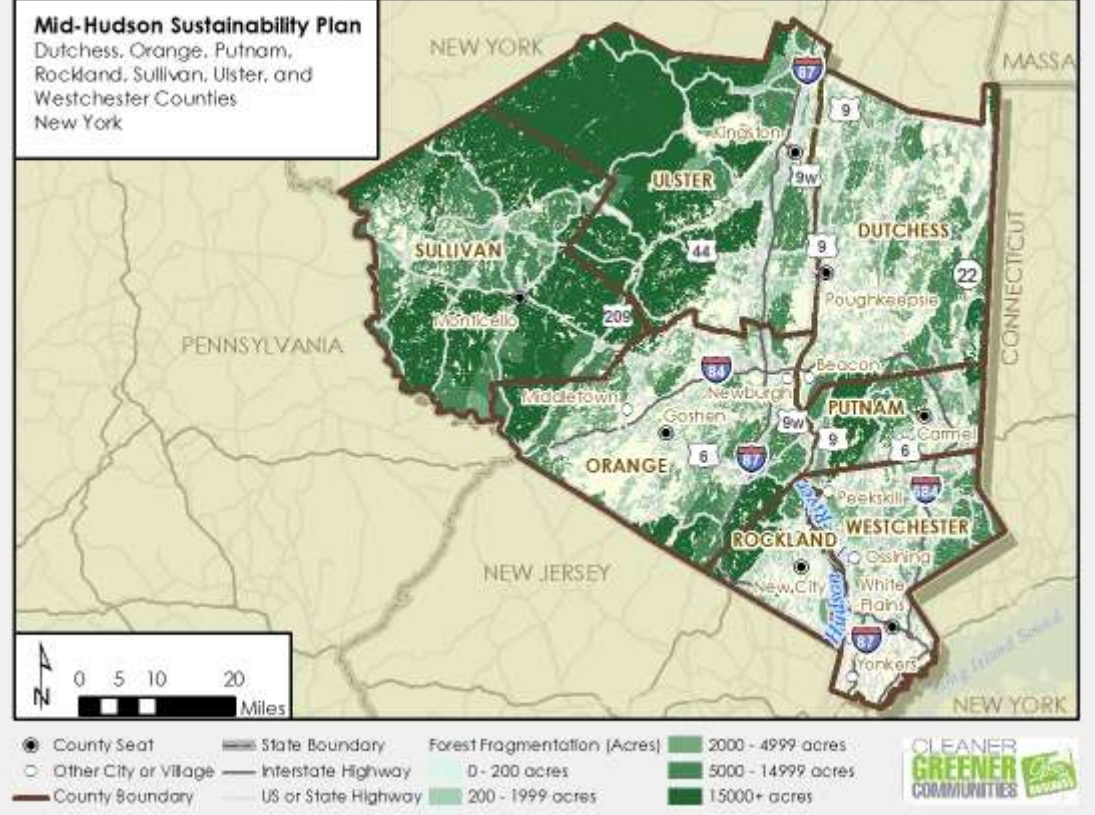 Mid-Hudson Sustainability Plan
Dutchess, Orange, Putnam,
Rockland, Sullivan, Ulster, and
Westchester Counties
New York
NEW YORK
MASSA
87
9
Kingston
9W
ULSTER
DUTCHESS
SULLIVAN
44
9
22
CONNECTICUT
Poughkeepsie
209
Monticello
PENNSYLVANIA
84
Beacon
Middletown
Newburgh
PUTNAM
Goshen
9W
9
Carmel
6
6
87
ORANGE
684
Peekskill
River
WESTCHESTER
ROCKLAND
Ossining
NEW JERSEY
New City
White
Plains
Hudson
87
Yonkers
Long Island Sound
NEW YORK
N
0 5 10 20
Miles
County Seat
Other City or Village
County Boundary
State Boundary
Interstate Highway
US or State Highway
Forest Fragmentation (Acres)
0 - 200 acres
200 - 1999 acres
2000 - 4999 acres
5000 - 14999 acres
15000+ acres
CLEANER
GREENER
COMMUNITIES